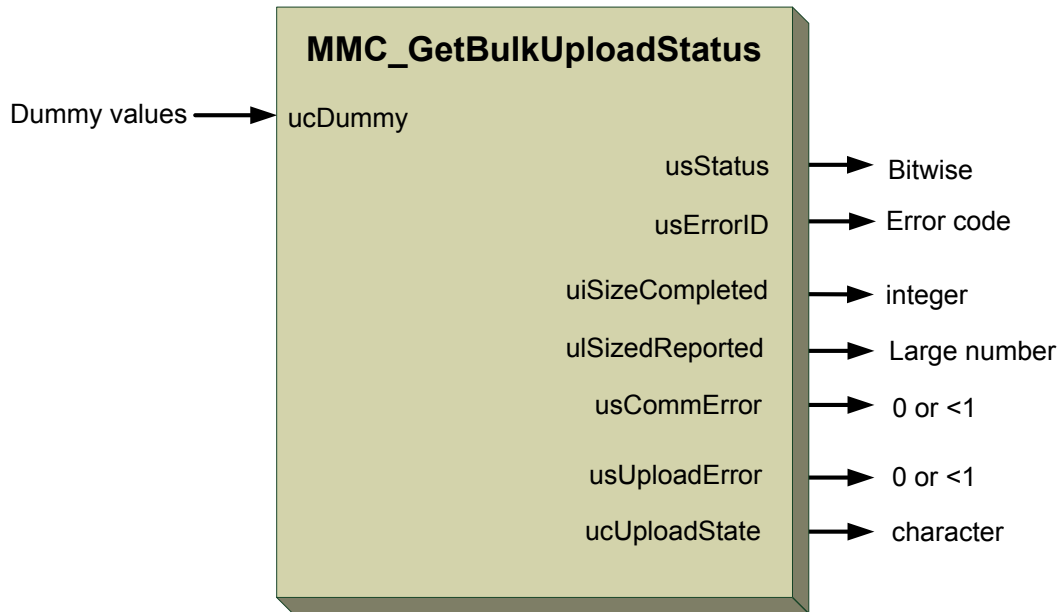 MMC_GetBulkUploadStatus
Dummy values ucDummy
usStatus Bitwise
usErrorID Error code
uiSizeCompleted integer
ulSizedReported Large number
usCommError 0 or <1
usUploadError 0 or <1
ucUploadState character